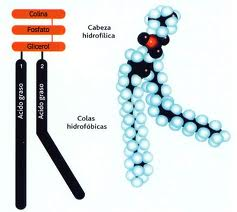 Colina
Fosfato
Glicerol
1
2
Ácido graso
Ácido graso
Cabeza
hidrofílica
Colas
hidrofóbicas